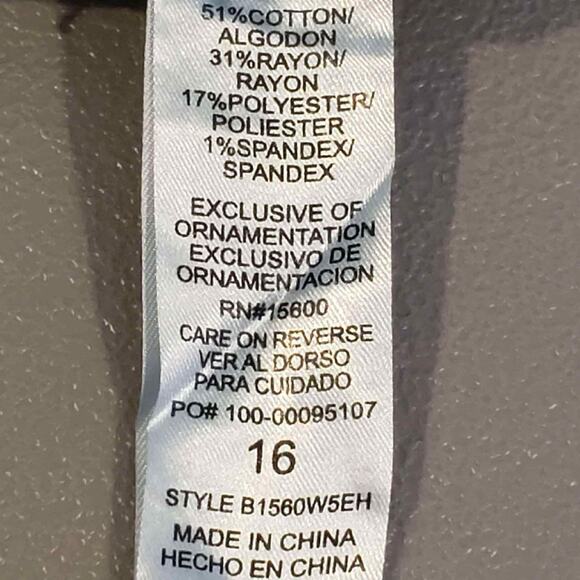 51%COTTON/
ALGODON
31%RAYON/
RAYON
17%POLYESTER/
POLIESTER
1%SPANDEX/
SPANDEX
EXCLUSIVE OF
ORNAMENTATION
EXCLUSIVO DE
ORNAMENTACION
RN#15600
CARE ON REVERSE
VER AL DORSO
PARA CUIDADO
PO# 100-00095107
16
STYLE B1560W5EH
MADE IN CHINA
HECHO EN CHINA